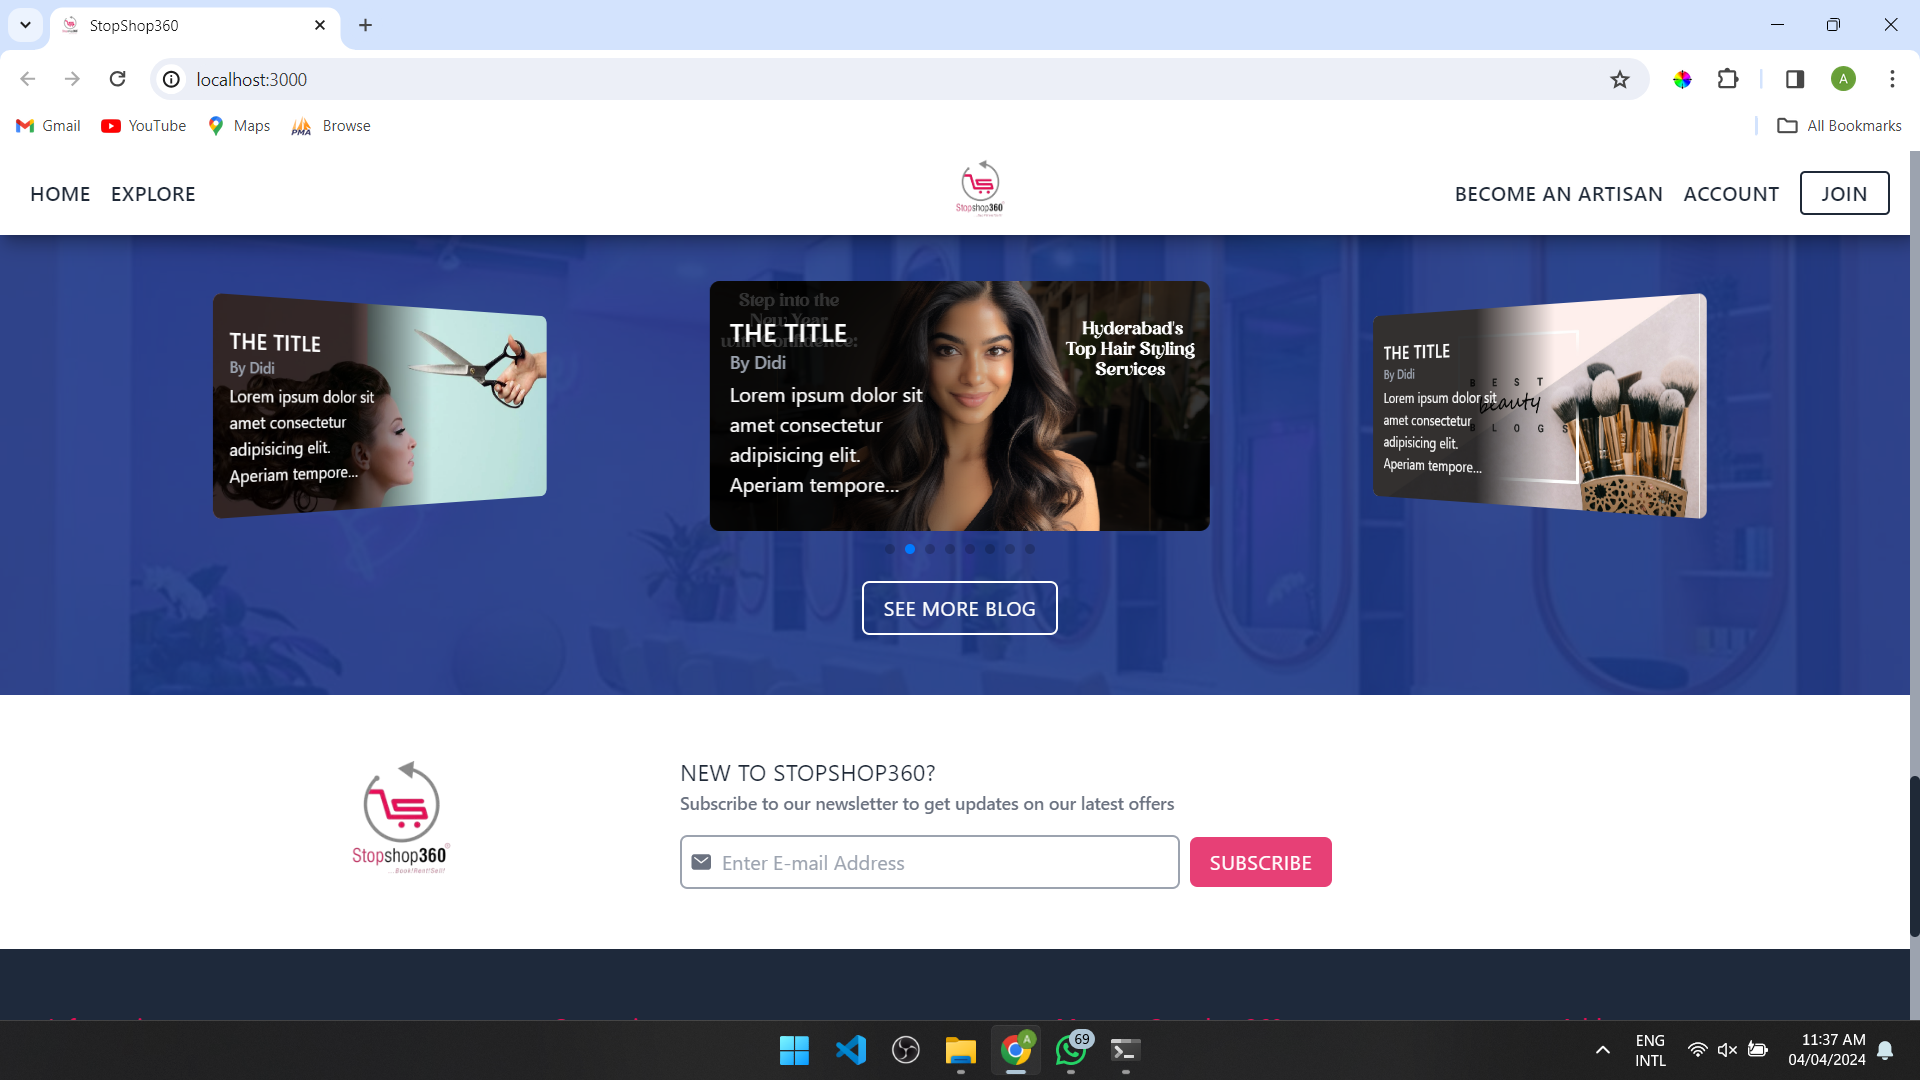 StopShop360
localhost:3000
Gmail
YouTube
Maps
PMA
Browse
All Bookmarks
A
HOME
EXPLORE
Stopshop360
BECOME AN ARTISAN
ACCOUNT
JOIN
THE TITLE
By Didi
Lorem ipsum dolor sit
amet consectetur
adipisicing elit.
Aperiam tempore...
Step into the
New Year
with Confidence:
THE TITLE
By Didi
Lorem ipsum dolor sit
amet consectetur
adipisicing elit.
Aperiam tempore...
Hyderabad's
Top Hair Styling
Services
THE TITLE
By Didi
Lorem ipsum dolor sit
amet consectetur
adipisicing elit.
Aperiam tempore...
BEST
beauty
BLOGS
SEE MORE BLOG
Stopshop360
...Book!Rent!Sell!
NEW TO STOPSHOP360?
Subscribe to our newsletter to get updates on our latest offers
Enter E-mail Address
SUBSCRIBE
A
69
ENG
INTL
11:37 AM
04/04/2024